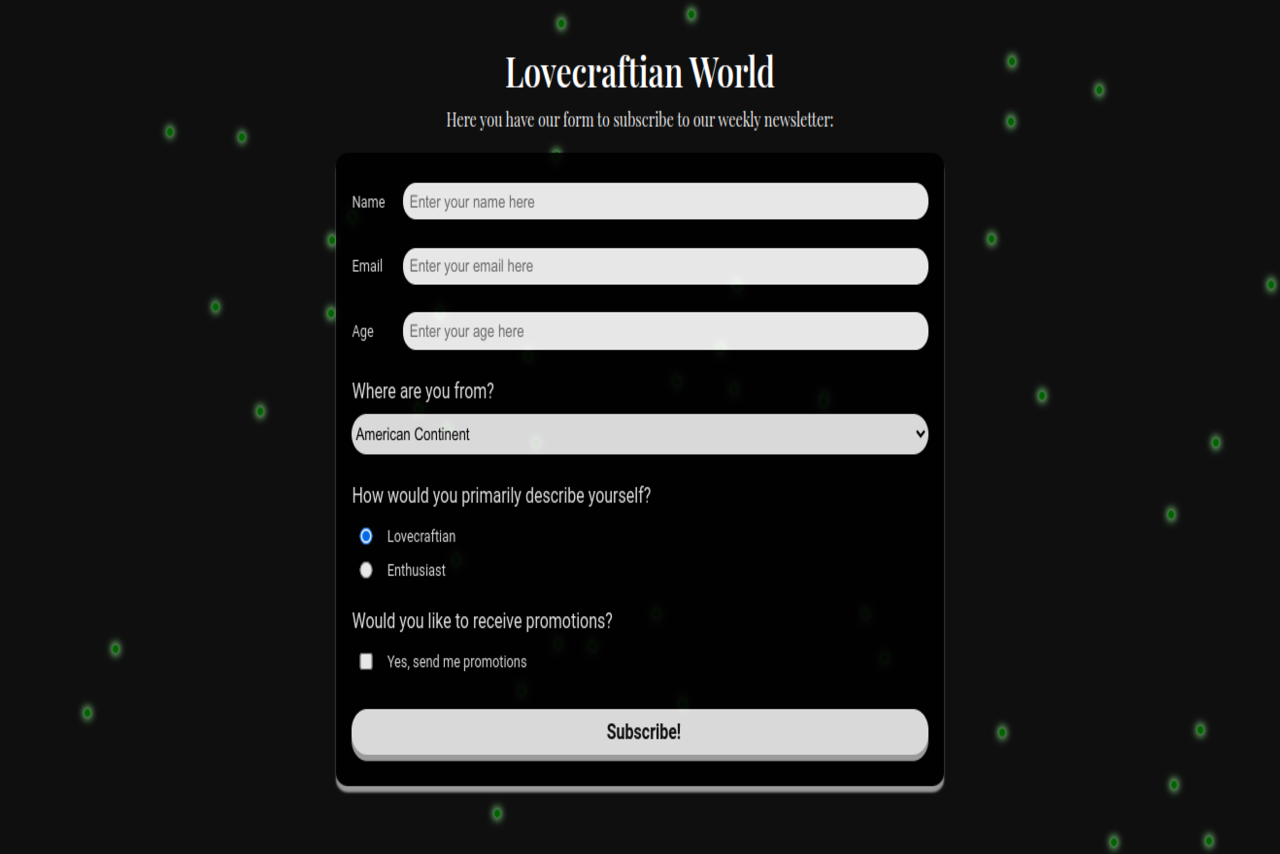 Lovecraftian World
Here you have our form to subscribe to our weekly newsletter:
Name
Enter your name here
Email
Enter your email here
Age
Enter your age here
Where are you from?
American Continent
How would you primarily describe yourself?
Lovecraftian
Enthusiast
Would you like to receive promotions?
Yes, send me promotions
Subscribe!